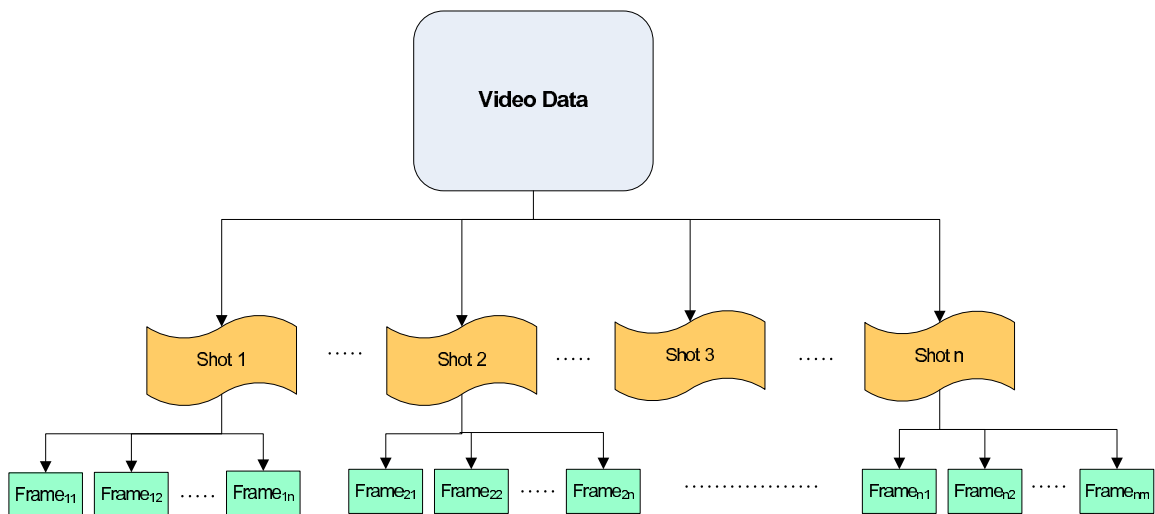 Video Data
Shot 1 ..... Shot 2 ..... Shot 3 ..... Shot n
Frame₁₁ Frame₁₂ ..... Frame₁ₙ Frame₂₁ Frame₂₂ ..... Frame₂ₙ .................. Frameₙ₁ Frameₙ₂ ..... Frameₙₘ